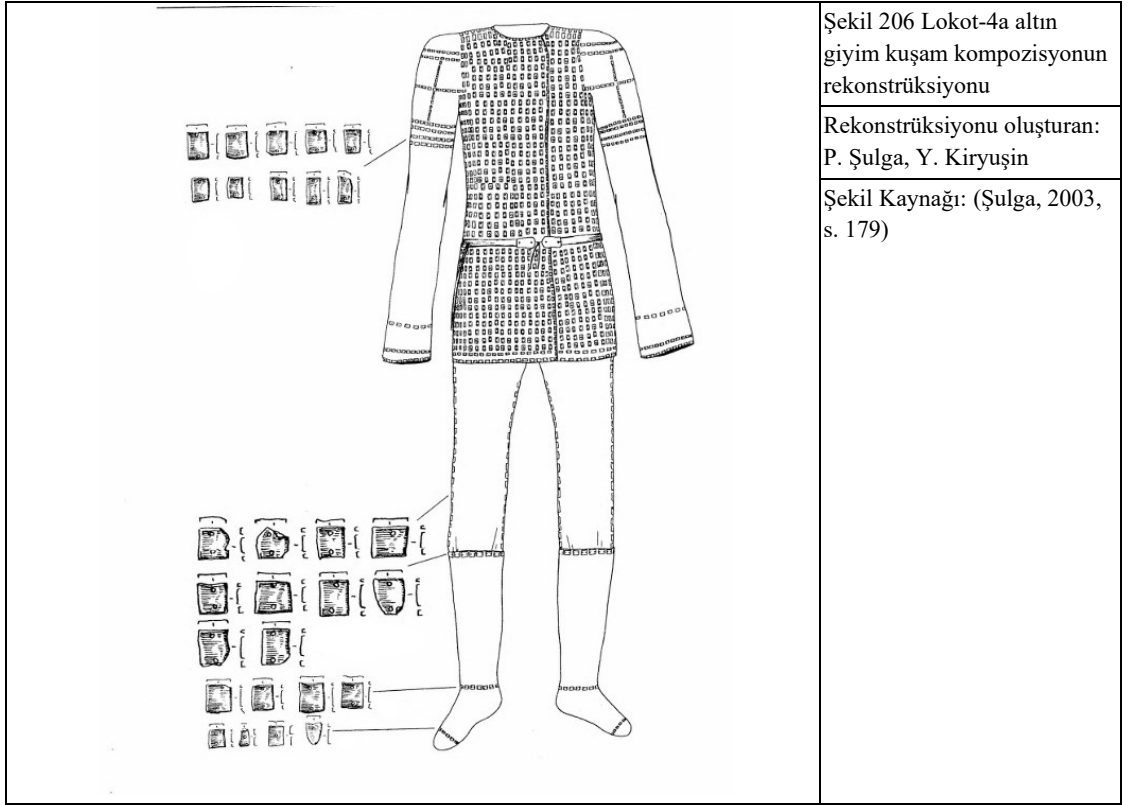 Şekil 206 Lokot-4a altın
giyim kuşam kompozisyonun
rekonstrüksiyonu
Rekonstrüksiyonu oluşturan:
P. Şulga, Y. Kiryuşin
Şekil Kaynağı: (Şulga, 2003,
s. 179)